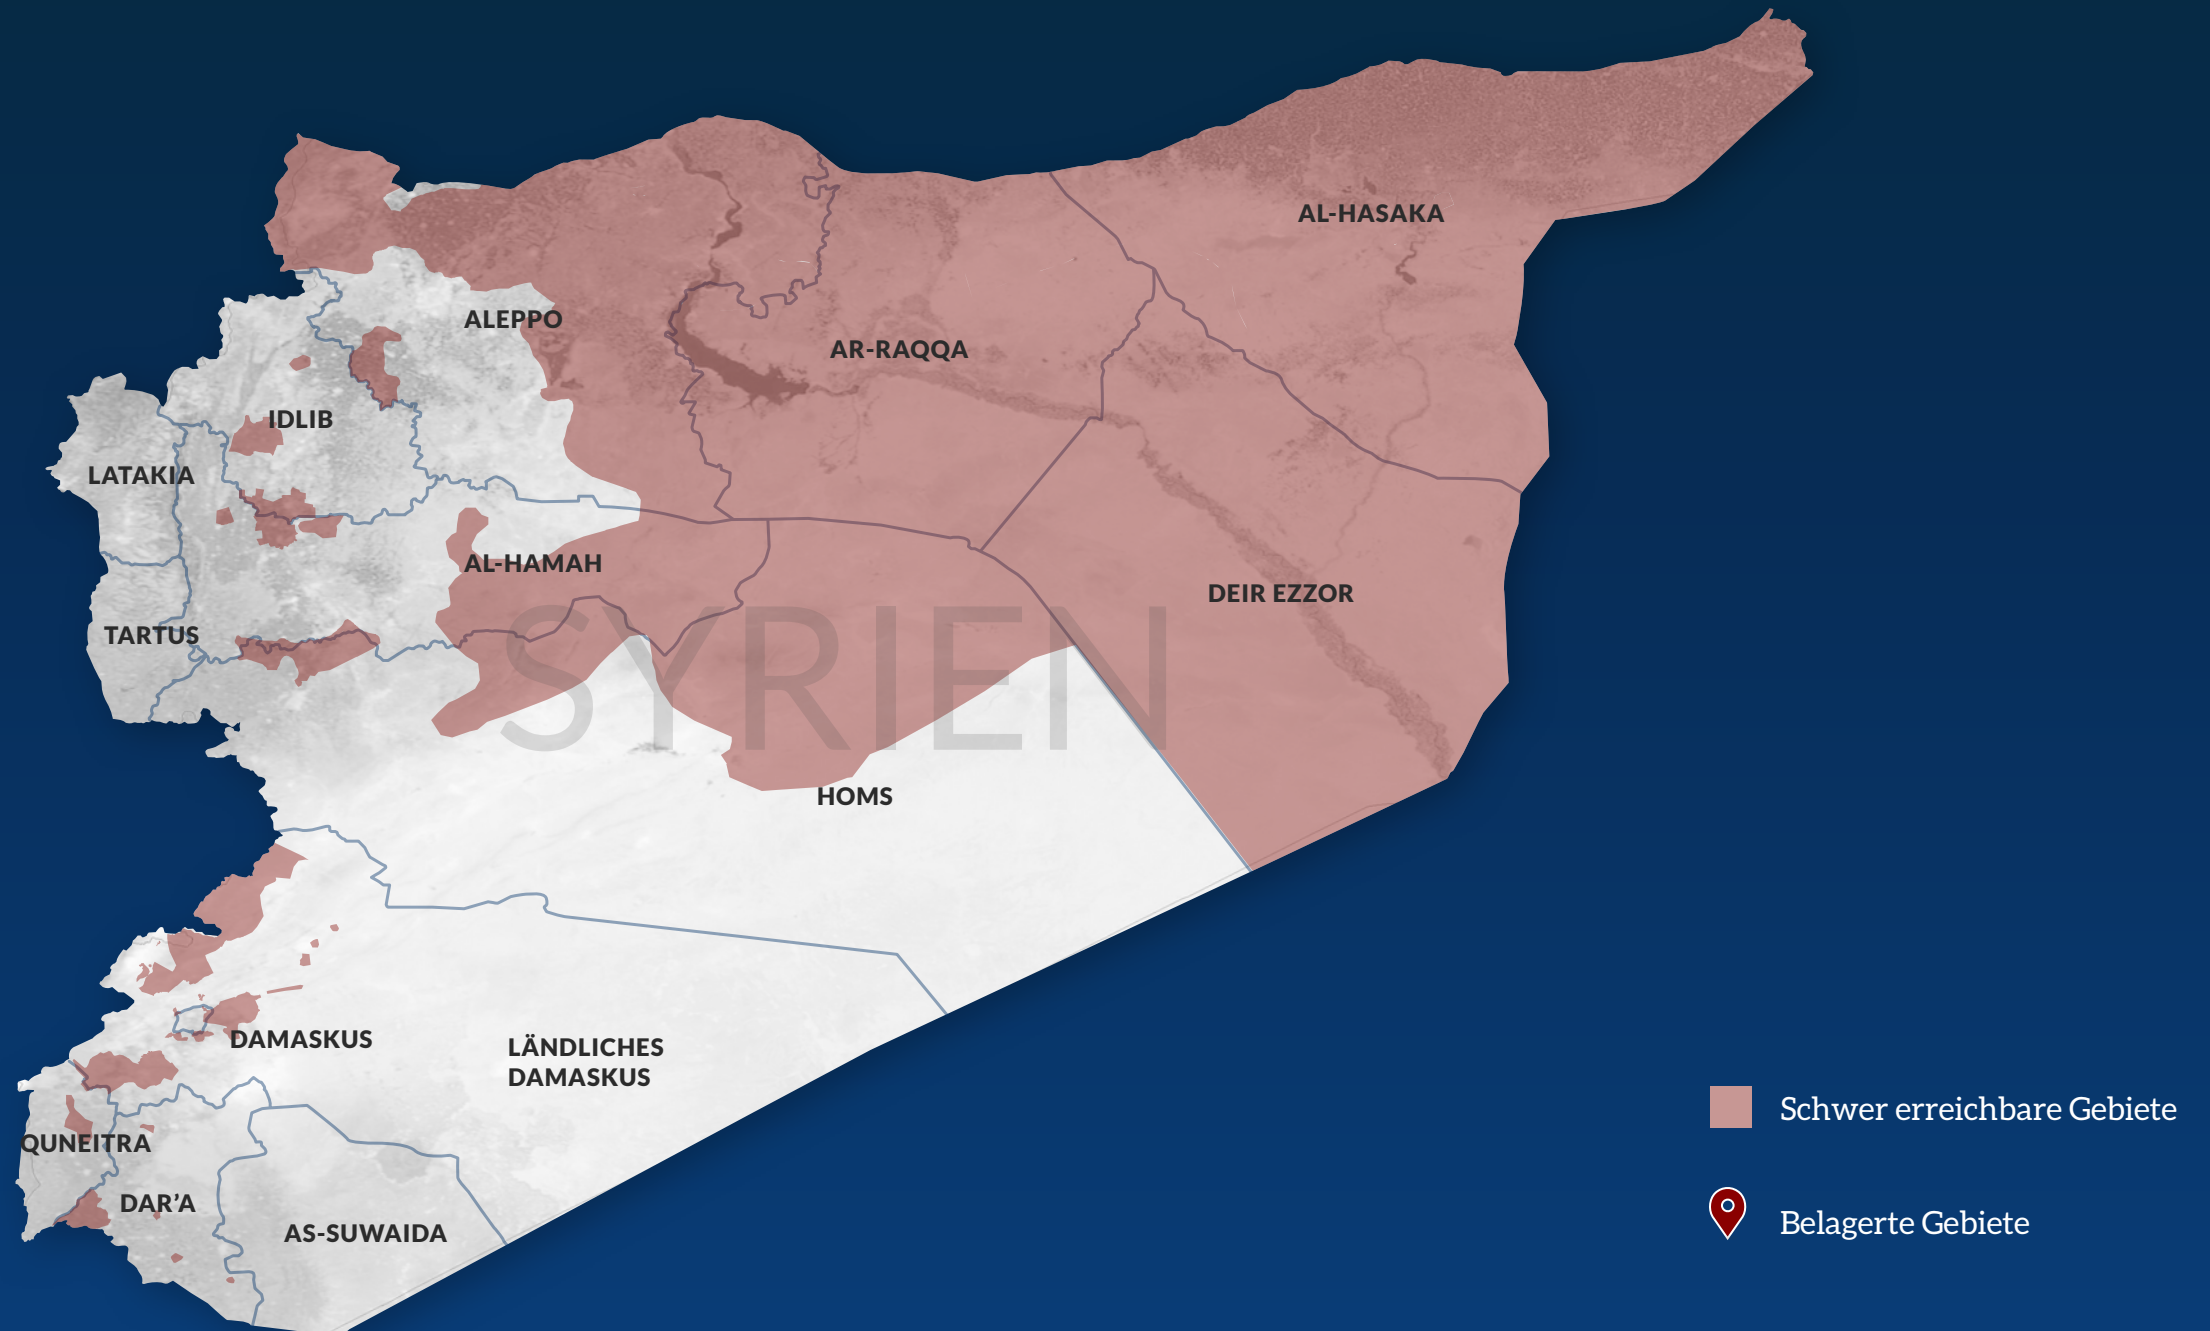 AL-HASAKA
ALEPPO
AR-RAQQA
IDLIB
LATAKIA
AL-HAMAH
DEIR EZZOR
TARTUS
SYRIEN
HOMS
DAMASKUS
LÄNDLICHES
DAMASKUS
QUNEITRA
DAR’A
AS-SUWAIDA
Schwer erreichbare Gebiete
Belagerte Gebiete